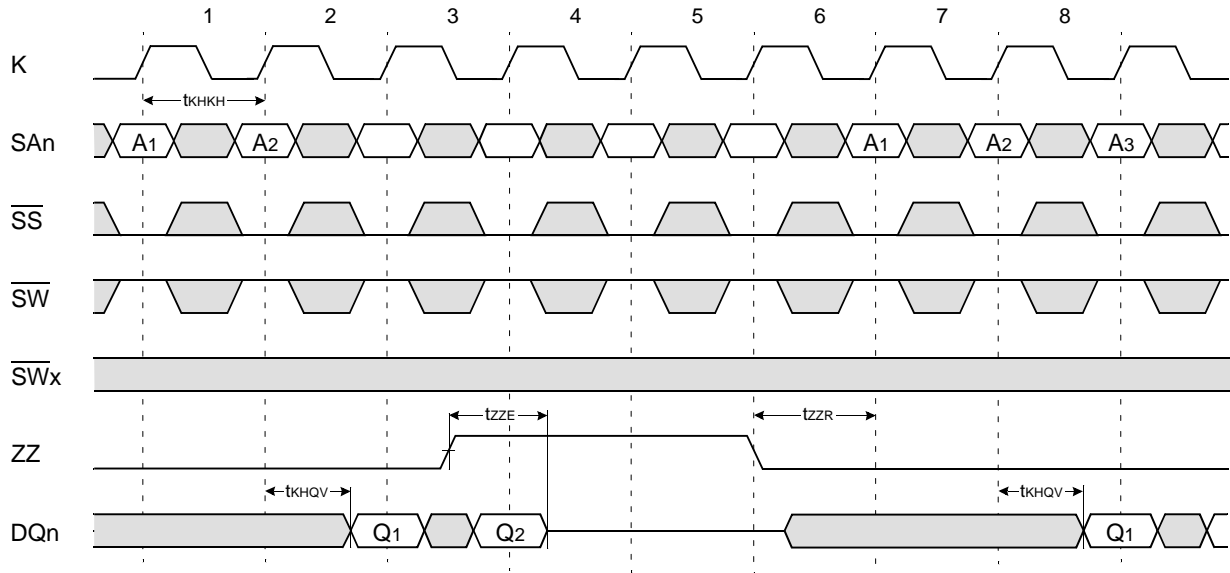 1 2 3 4 5 6 7 8
K
tKHKH
SAn A1 A2 A1 A2 A3
SS
SW
SWx
tZZE tZZR
ZZ
tKHQV tKHQV
DQn Q1 Q2 Q1